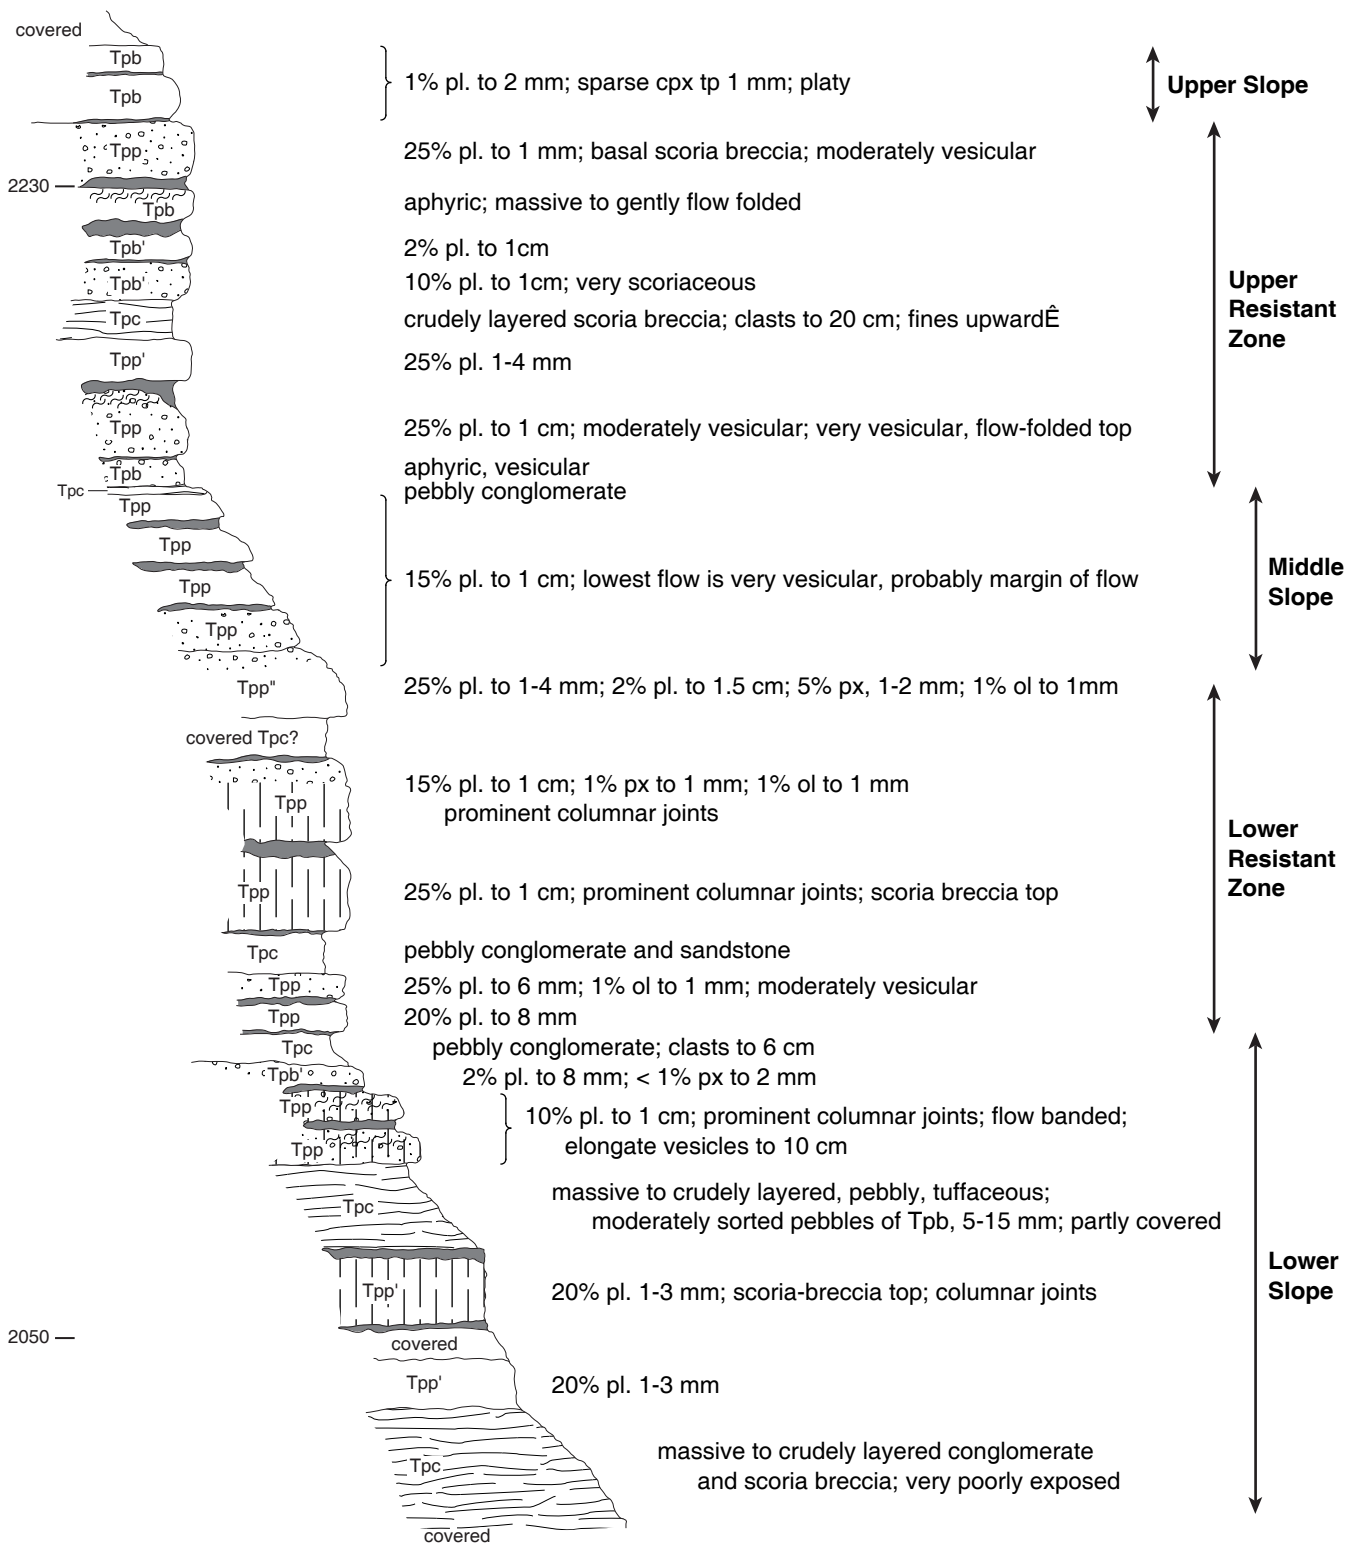 covered
Tpb
1% pl. to 2 mm; sparse cpx tp 1 mm; platy
Upper Slope
Tpb
Tpp
25% pl. to 1 mm; basal scoria breccia; moderately vesicular
2230
Tpb
aphyric; massive to gently flow folded
Tpb'
2% pl. to 1cm
Tpb'
10% pl. to 1cm; very scoriaceous
Upper
Resistant
Zone
Tpc
crudely layered scoria breccia; clasts to 20 cm; fines upwardÊ
Tpp'
25% pl. 1-4 mm
Tpp
25% pl. to 1 cm; moderately vesicular; very vesicular, flow-folded top
Tpb
aphyric, vesicular
Tpc
pebbly conglomerate
Tpp
Tpp
Tpp
15% pl. to 1 cm; lowest flow is very vesicular, probably margin of flow
Middle
Slope
Tpp
Tpp"
25% pl. to 1-4 mm; 2% pl. to 1.5 cm; 5% px, 1-2 mm; 1% ol to 1mm
covered Tpc?
Tpp
15% pl. to 1 cm; 1% px to 1 mm; 1% ol to 1 mm
prominent columnar joints
Lower
Resistant
Zone
Tpp
25% pl. to 1 cm; prominent columnar joints; scoria breccia top
Tpc
pebbly conglomerate and sandstone
Tpp
25% pl. to 6 mm; 1% ol to 1 mm; moderately vesicular
Tpp
20% pl. to 8 mm
Tpc
pebbly conglomerate; clasts to 6 cm
Tpb'
2% pl. to 8 mm; < 1% px to 2 mm
Tpp
10% pl. to 1 cm; prominent columnar joints; flow banded;
elongate vesicles to 10 cm
Tpp
Tpc
massive to crudely layered, pebbly, tuffaceous;
moderately sorted pebbles of Tpb, 5-15 mm; partly covered
Lower
Slope
Tpp'
20% pl. 1-3 mm; scoria-breccia top; columnar joints
2050
covered
Tpp'
20% pl. 1-3 mm
Tpc
massive to crudely layered conglomerate
and scoria breccia; very poorly exposed
covered